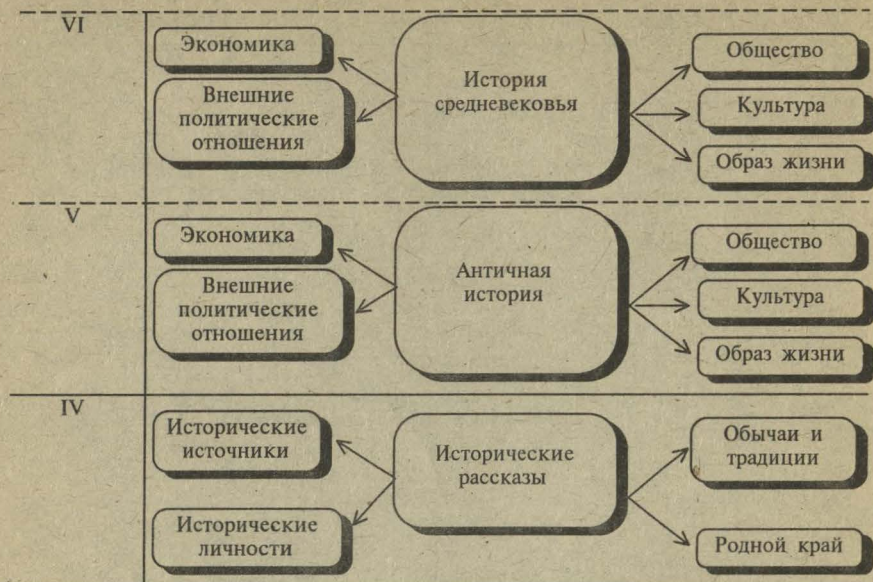 VI
Экономика
Внешние
политические
отношения
История
средневековья
Общество
Культура
Образ жизни
V
Экономика
Внешние
политические
отношения
Античная
история
Общество
Культура
Образ жизни
IV
Исторические
источники
Исторические
личности
Исторические
рассказы
Обычаи и
традиции
Родной край